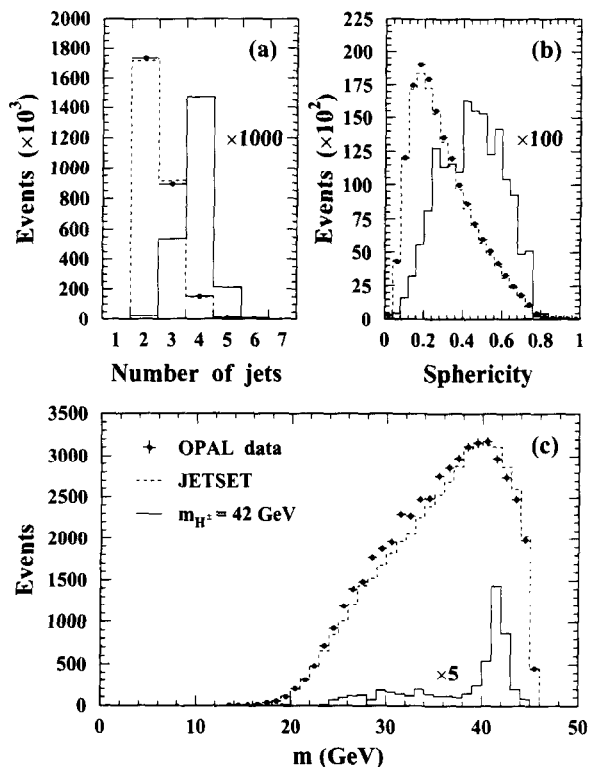 2000
1800
1600
1400
1200
1000
800
600
400
200
0
Events (×10³)
(a)
×1000
1 2 3 4 5 6 7
Number of jets
225
200
175
150
125
100
75
50
25
0
Events (×10²)
(b)
×100
0 0.2 0.4 0.6 0.8 1
Sphericity
3500
3000
2500
2000
1500
1000
500
0
Events
(c)
OPAL data
JETSET
m_H± = 42 GeV
×5
0 10 20 30 40 50
m (GeV)